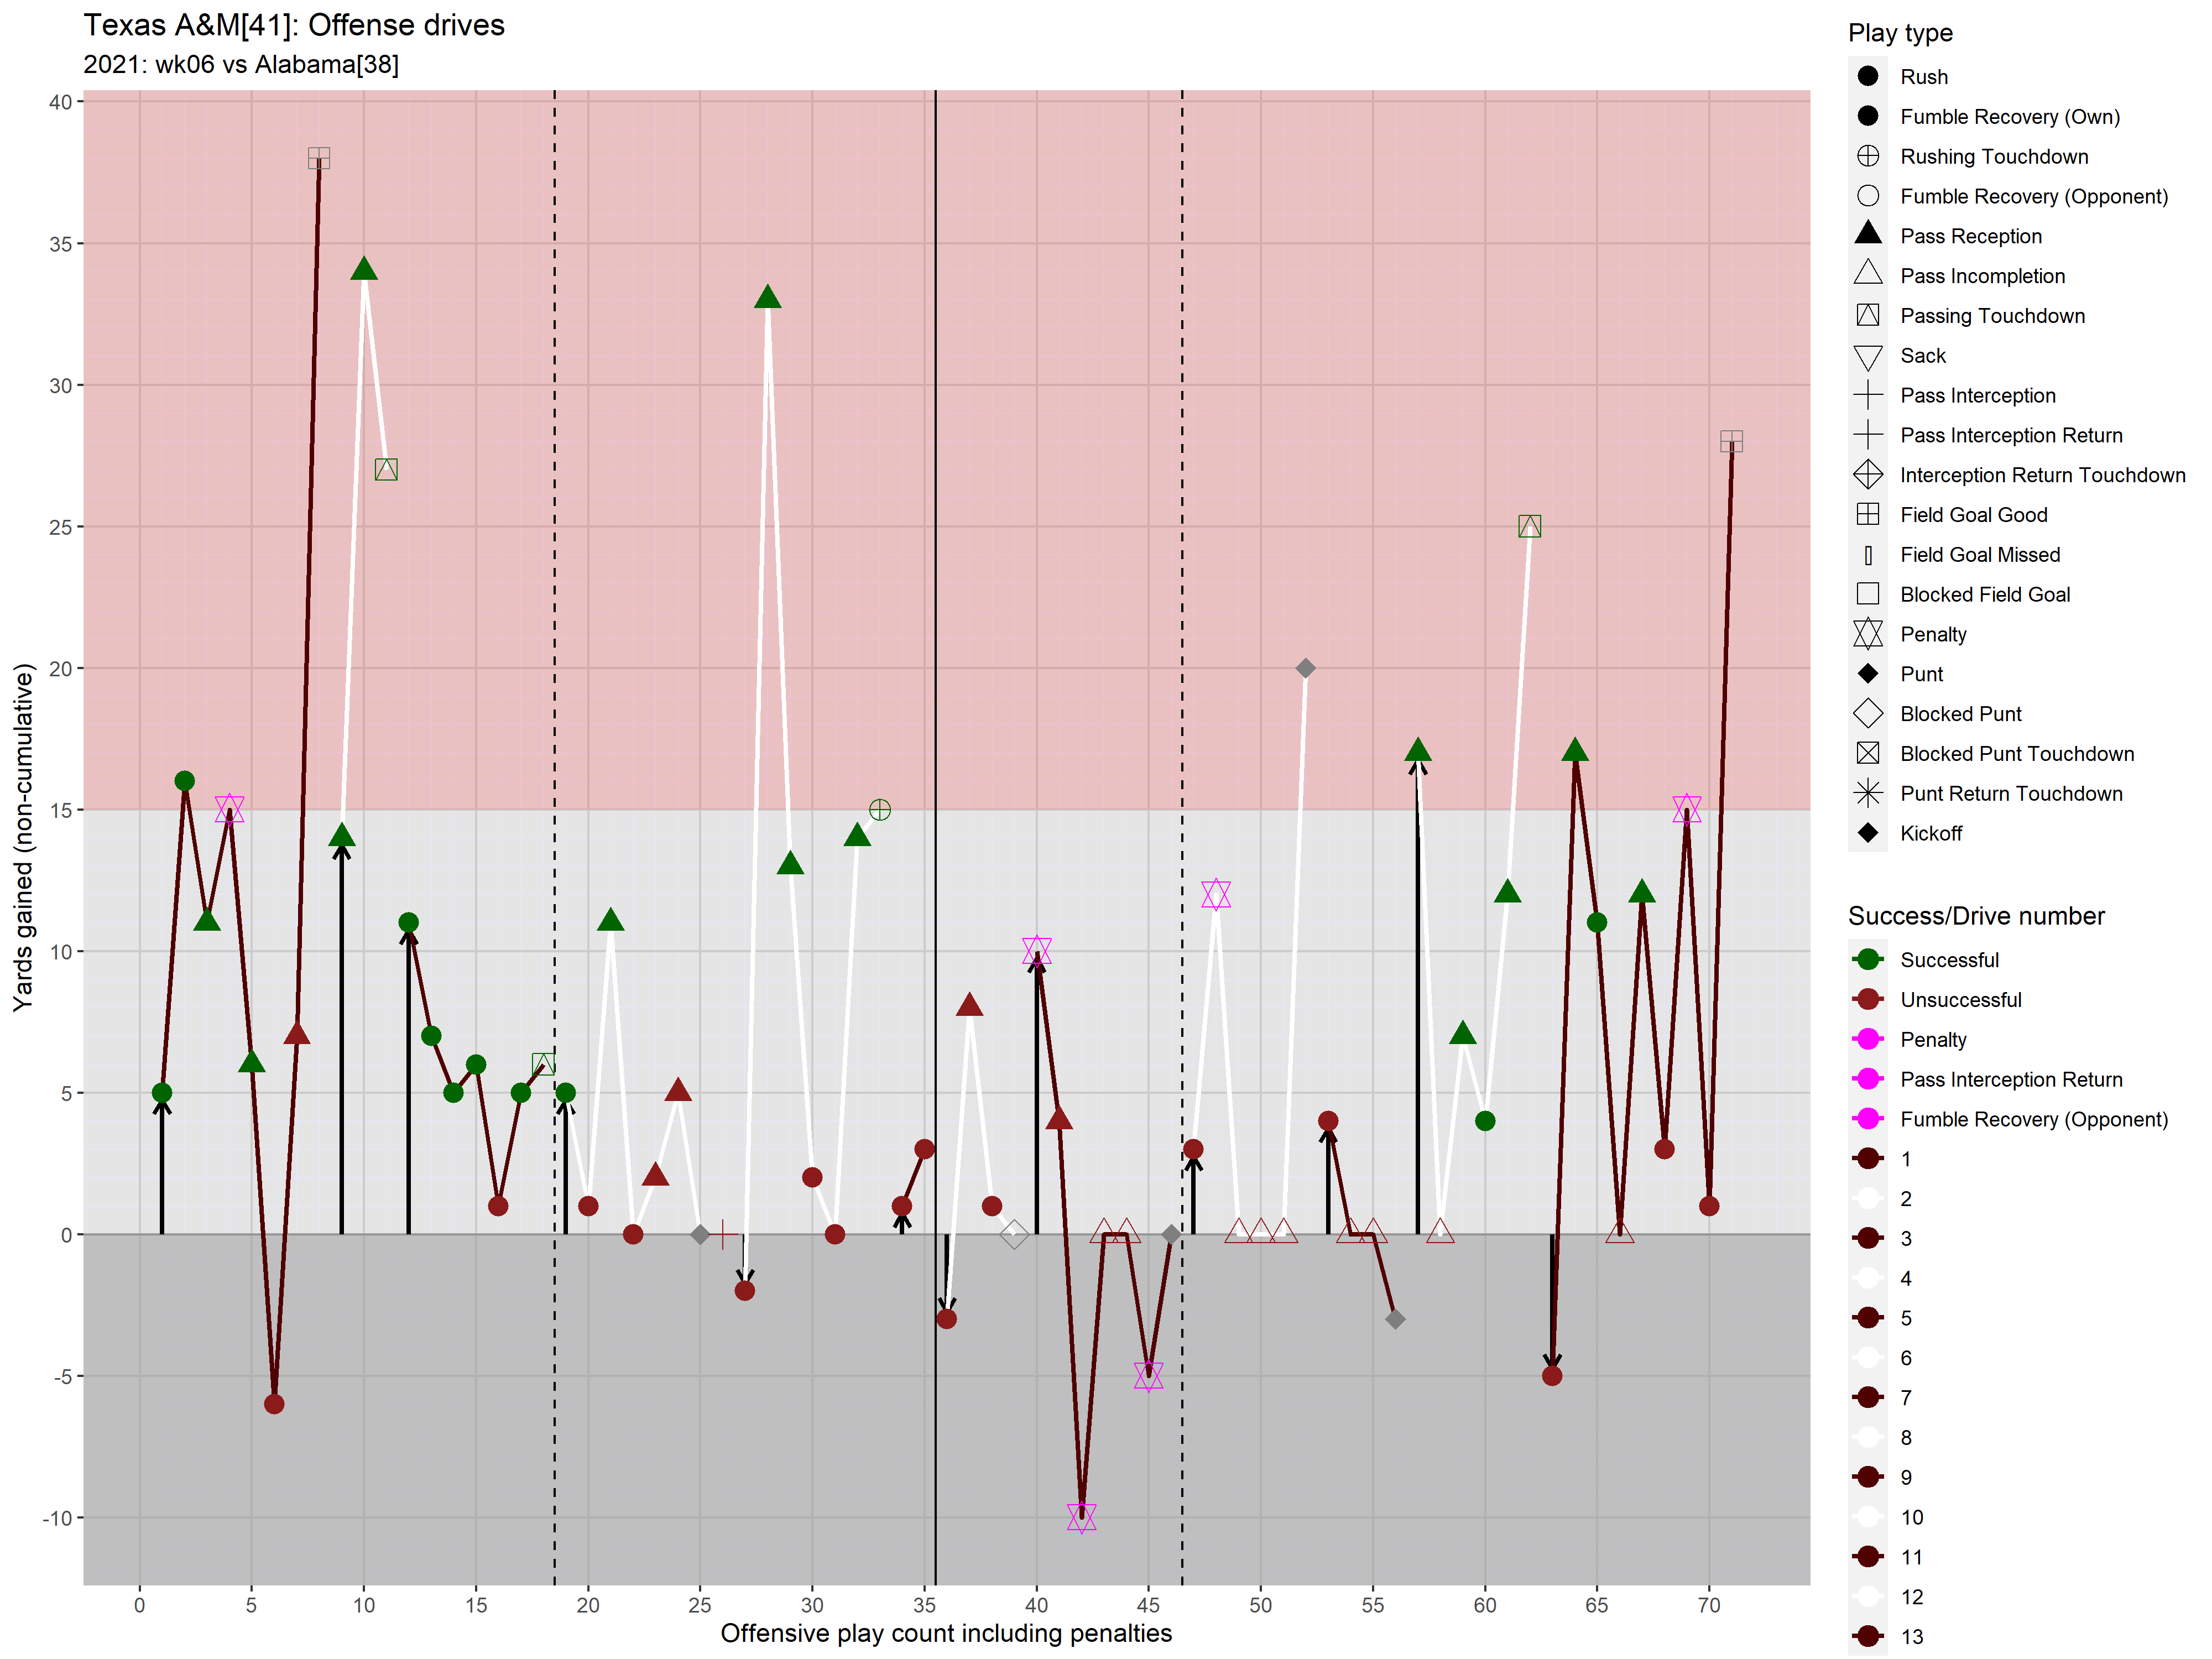 Texas A&M[41]: Offense drives
2021: wk06 vs Alabama[38]
Yards gained (non-cumulative)
40
35
30
25
20
15
10
5
0
-5
-10
0 5 10 15 20 25 30 35 40 45 50 55 60 65 70
Offensive play count including penalties
Play type
Rush
Fumble Recovery (Own)
Rushing Touchdown
Fumble Recovery (Opponent)
Pass Reception
Pass Incompletion
Passing Touchdown
Sack
Pass Interception
Pass Interception Return
Interception Return Touchdown
Field Goal Good
Field Goal Missed
Blocked Field Goal
Penalty
Punt
Blocked Punt
Blocked Punt Touchdown
Punt Return Touchdown
Kickoff
Success/Drive number
Successful
Unsuccessful
Penalty
Pass Interception Return
Fumble Recovery (Opponent)
1
2
3
4
5
6
7
8
9
10
11
12
13